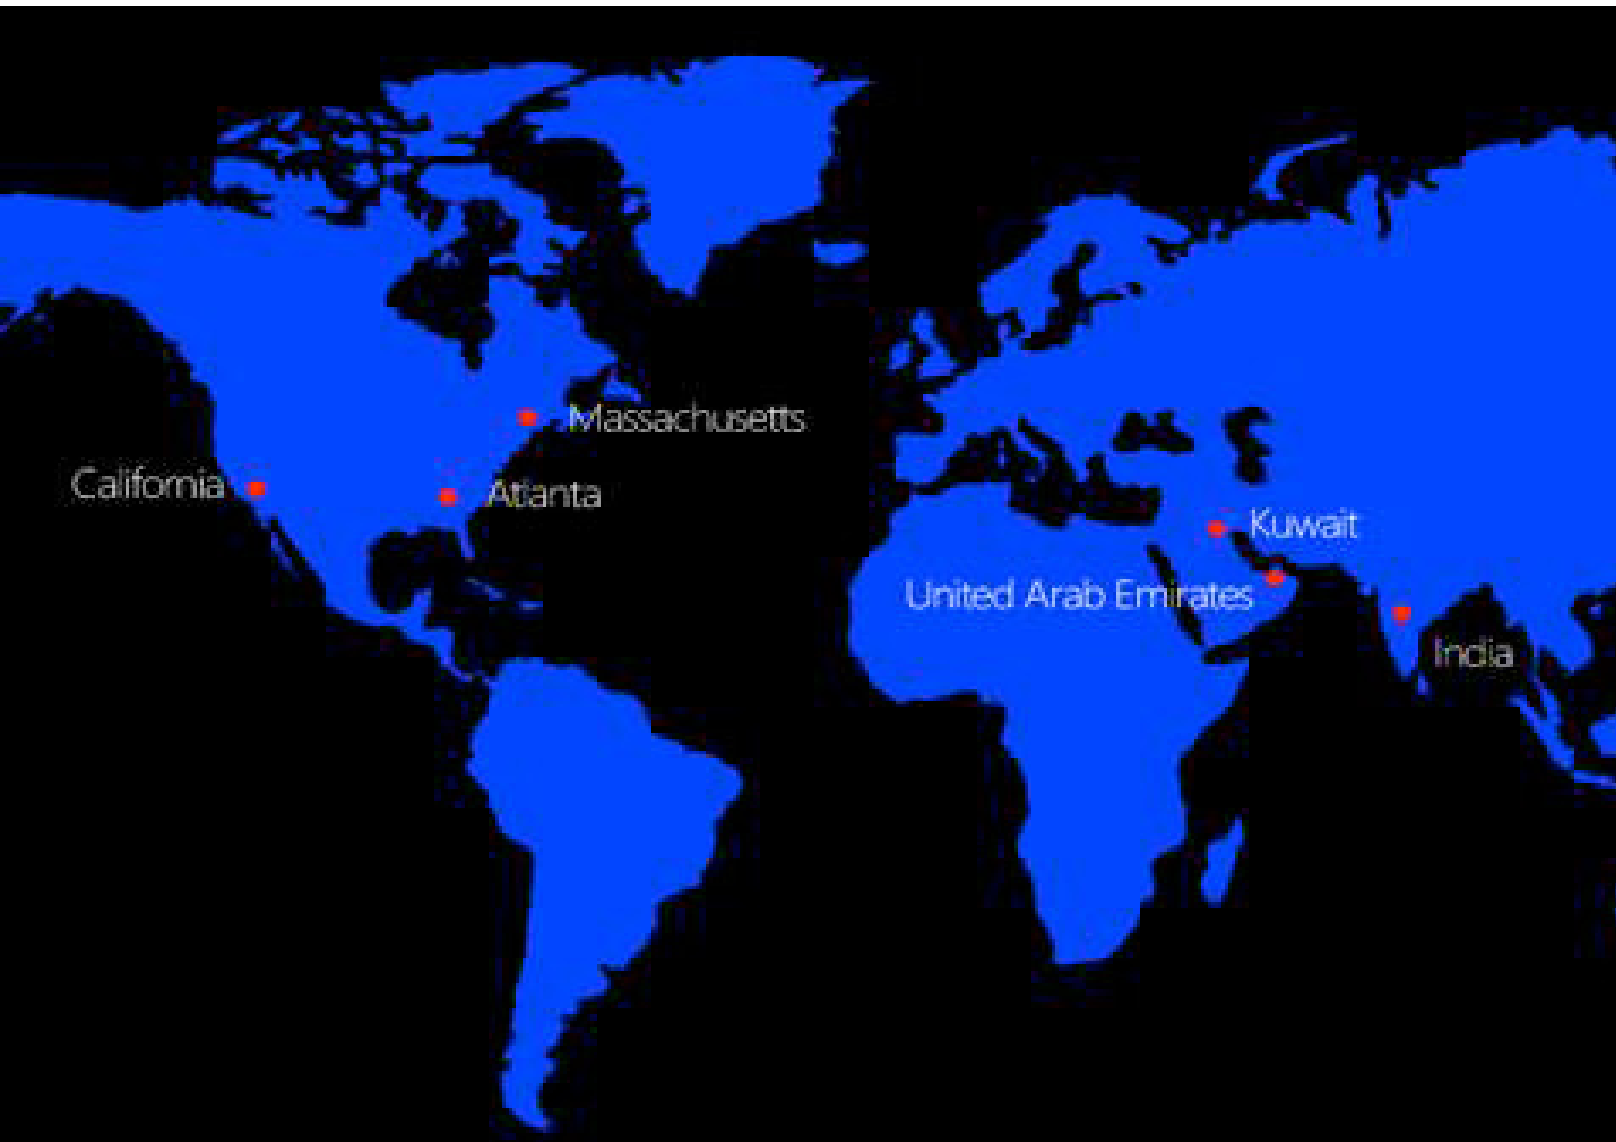 Massachusetts
California
Atlanta
Kuwait
United Arab Emirates
India